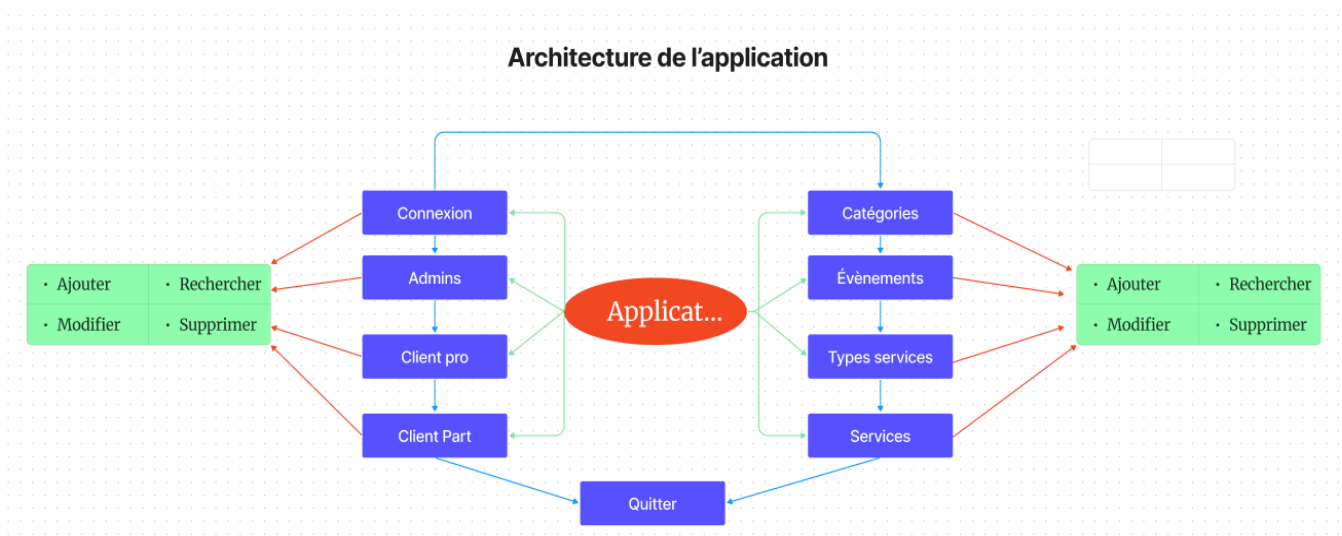 Architecture de l’application
Connexion
Catégories
Admins
Évènements
• Ajouter
• Rechercher
• Modifier
• Supprimer
Applicat...
• Ajouter
• Rechercher
• Modifier
• Supprimer
Client pro
Types services
Client Part
Services
Quitter